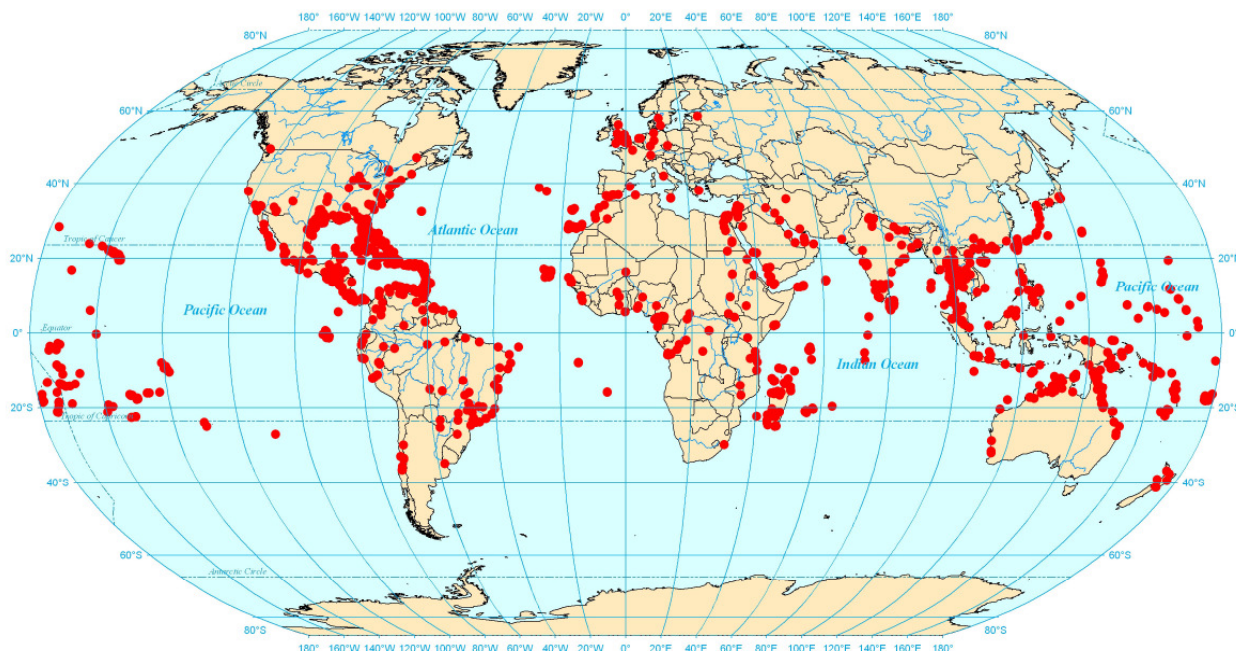 180° 160°W 140°W 120°W 100°W 80°W 60°W 40°W 20°W 0° 20°E 40°E 60°E 80°E 100°E 120°E 140°E 160°E 180°
80°N 80°N
Arctic Circle
60°N 60°N
40°N 40°N
Atlantic Ocean
Tropic of Cancer
20°N 20°N
Pacific Ocean Pacific Ocean
Equator
0° 0°
Indian Ocean
20°S 20°S
Tropic of Capricorn
40°S 40°S
60°S 60°S
Antarctic Circle
80°S 80°S
180° 160°W 140°W 120°W 100°W 80°W 60°W 40°W 20°W 0° 20°E 40°E 60°E 80°E 100°E 120°E 140°E 160°E 180°